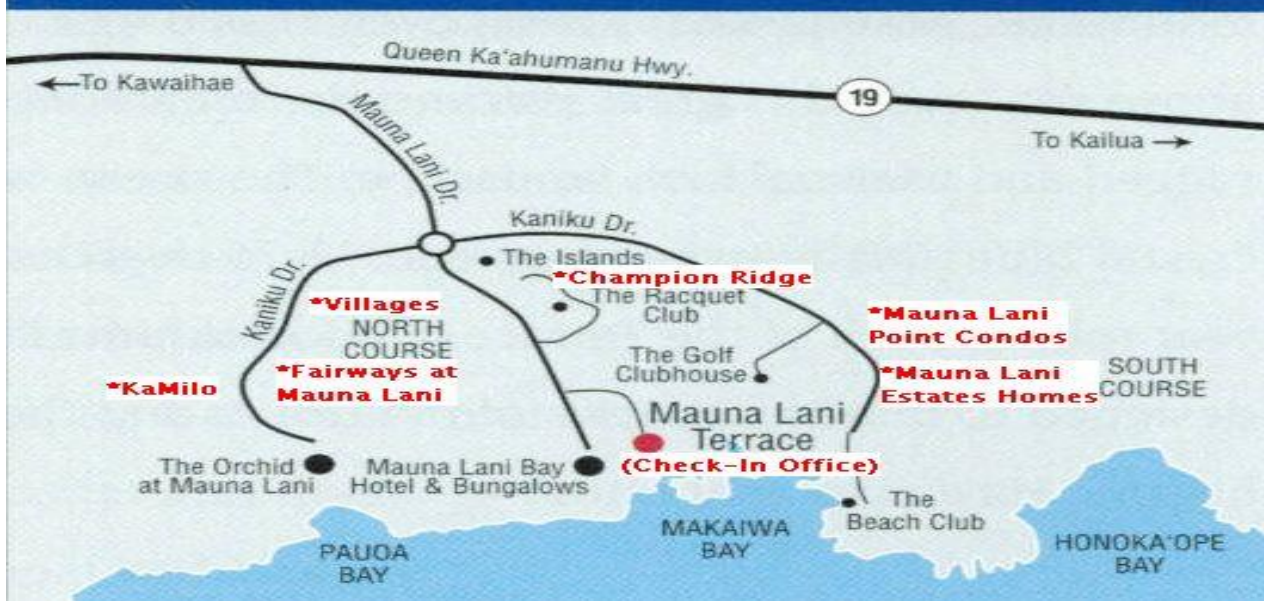 Queen Ka'ahumanu Hwy.
←To Kawaihae
19
To Kailua →
Mauna Lani Dr.
Kaniku Dr.
The Islands
*Champion Ridge
The Racquet
Club
Kaniku Dr.
*Villages
NORTH
COURSE
*Mauna Lani
Point Condos
The Golf
Clubhouse
*KaMilo
*Fairways at
Mauna Lani
*Mauna Lani
Estates Homes
SOUTH
COURSE
Mauna Lani
Terrace
(Check-In Office)
The Orchid
at Mauna Lani
Mauna Lani Bay
Hotel & Bungalows
The
Beach Club
PAUOA
BAY
MAKAIWA
BAY
HONOKA'OPE
BAY